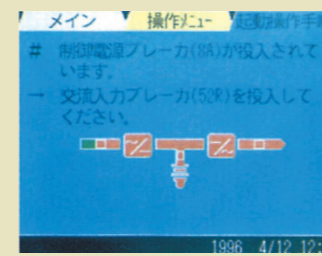 メイン 操作メニュー 起動操作手
# 制御電源ブレーカ(8A)が投入されて
います。
→ 交流入力ブレーカ(52R)を投入して
ください。
1996 4/12 12: